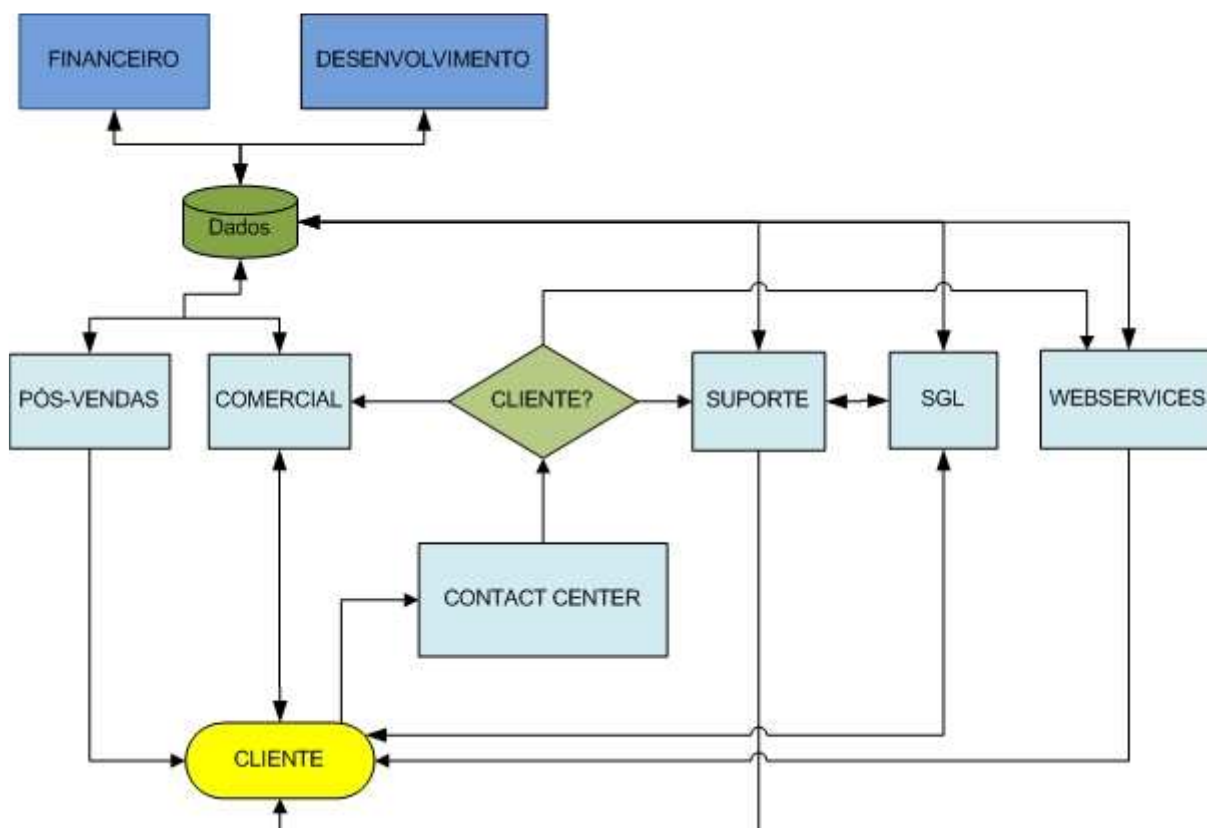 FINANCEIRO
DESENVOLVIMENTO
Dados
PÓS-VENDAS
COMERCIAL
CLIENTE?
SUPORTE
SGL
WEBSERVICES
CONTACT CENTER
CLIENTE